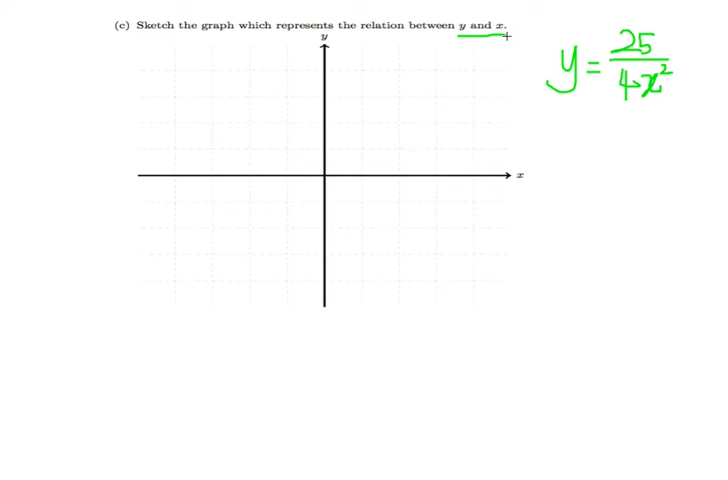 (c) Sketch the graph which represents the relation between y and x.
y
x
y = 25/4x²